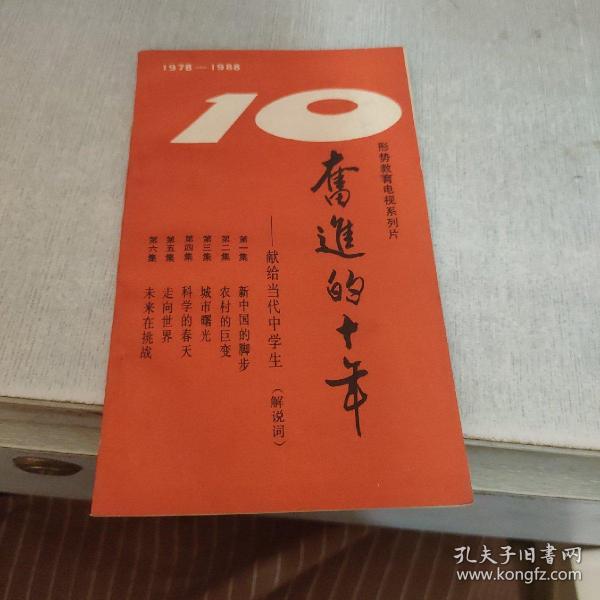 1978—1988
10
形势教育电视系列片
奮進的十年
——献给当代中学生（解说词）
第一集 新中国的脚步
第二集 农村的巨变
第三集 城市曙光
第四集 科学的春天
第五集 走向世界
第六集 未来在挑战
孔夫子旧书网
www.kongfz.com